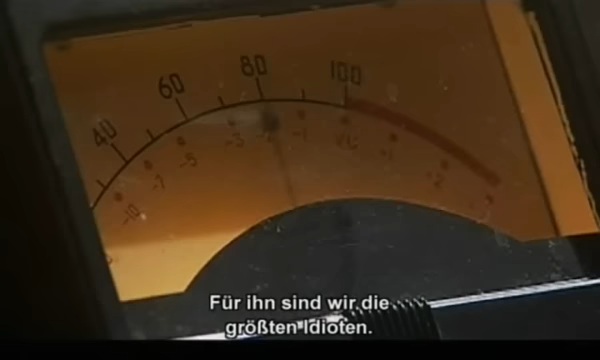 40 60 80 100
-10 -7 -5 -3 -1
Für ihn sind wir die
größten Idioten.